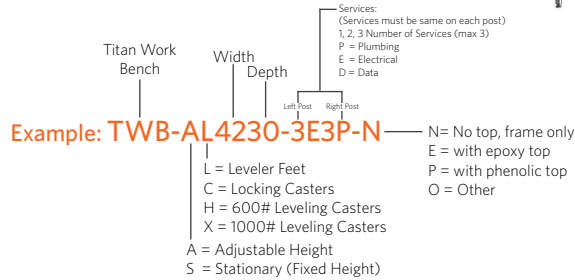 Services:
(Services must be same on each post)
1, 2, 3 Number of Services (max 3)
P = Plumbing
E = Electrical
D = Data
Titan Work
Bench
Width
Depth
Left Post
Right Post
Example: TWB-AL4230-3E3P-N
N= No top, frame only
E = with epoxy top
P = with phenolic top
O = Other
L = Leveler Feet
C = Locking Casters
H = 600# Leveling Casters
X = 1000# Leveling Casters
A = Adjustable Height
S = Stationary (Fixed Height)